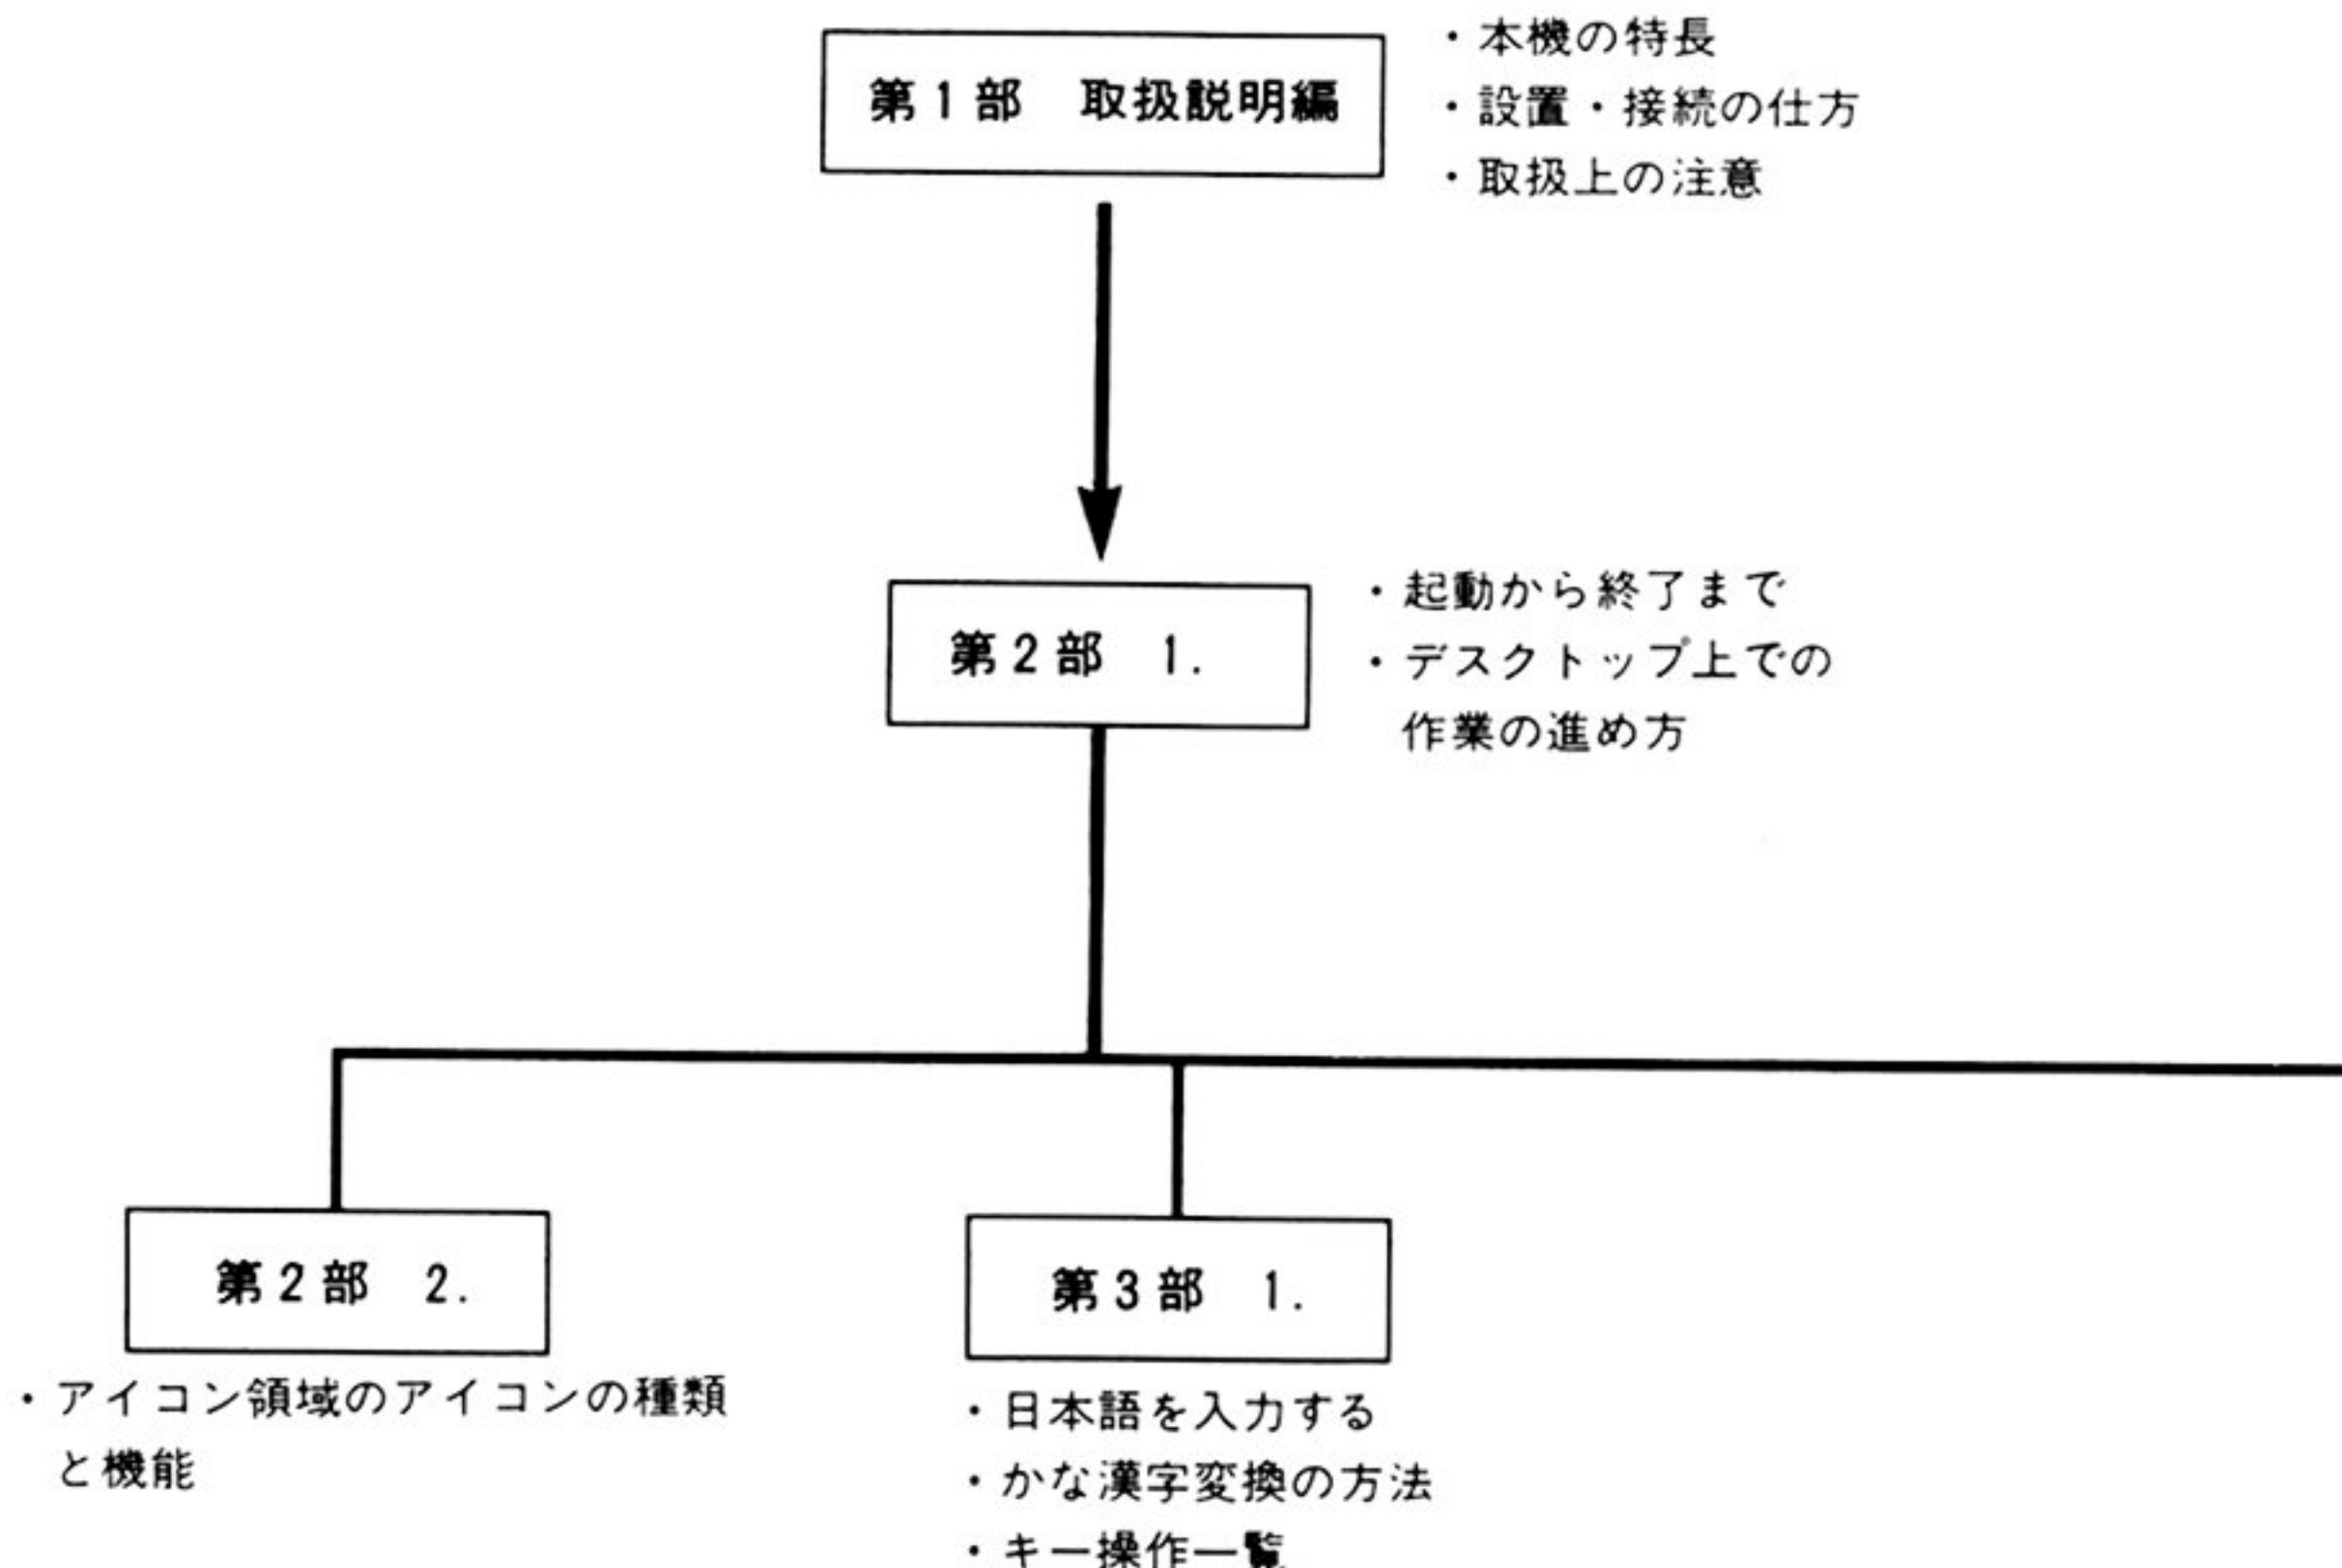 第1部　取扱説明編
・本機の特長
・設置・接続の仕方
・取扱上の注意
第2部　1.
・起動から終了まで
・デスクトップ上での
作業の進め方
第2部　2.
・アイコン領域のアイコンの種類
と機能
第3部　1.
・日本語を入力する
・かな漢字変換の方法
・キー操作一覧